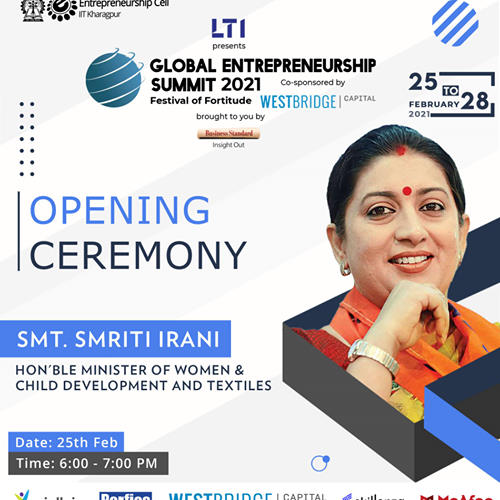 Entrepreneurship Cell
IIT Kharagpur
LTI
presents
GLOBAL ENTREPRENEURSHIP
SUMMIT 2021
Co-sponsored by
Festival of Fortitude
WESTBRIDGE | CAPITAL
brought to you by
Business Standard
Insight Out
25 TO 28
FEBRUARY
2021
OPENING
CEREMONY
SMT. SMRITI IRANI
HON'BLE MINISTER OF WOMEN &
CHILD DEVELOPMENT AND TEXTILES
Date: 25th Feb
Time: 6:00 - 7:00 PM
WESTBRIDGE | CAPITAL
McAfee